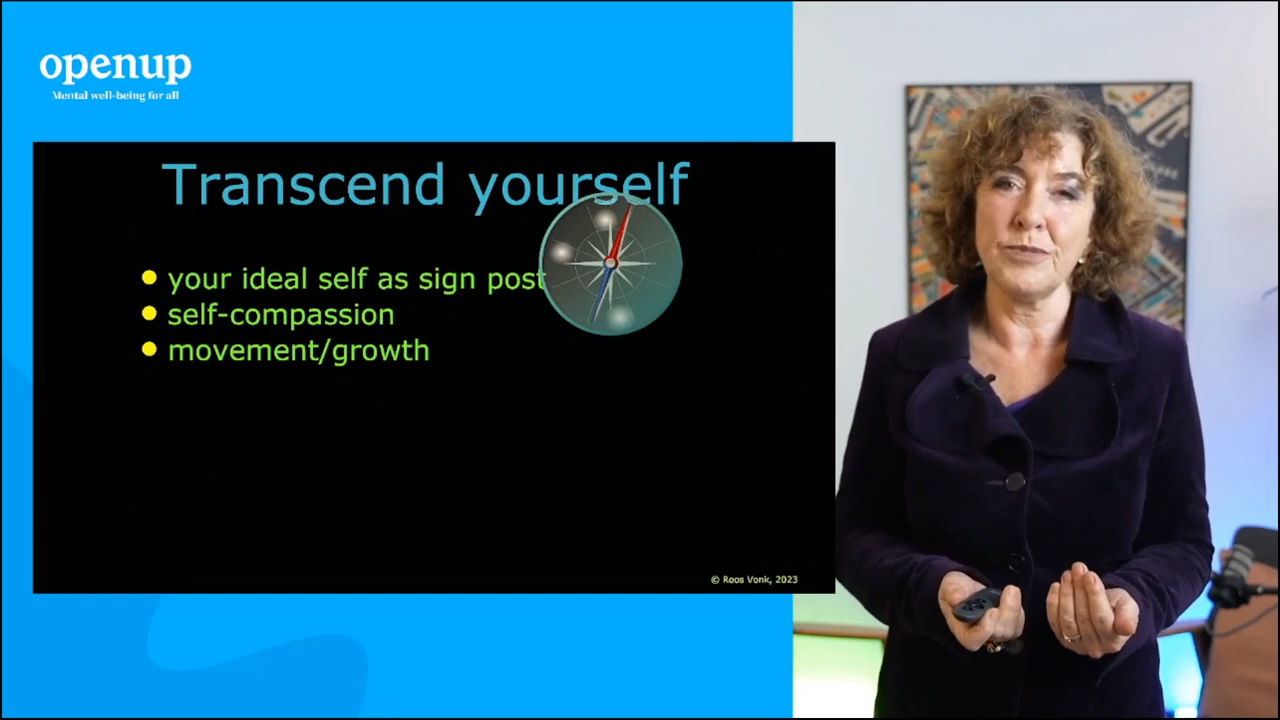 openup
Mental well-being for all
Transcend yourself
your ideal self as sign post
self-compassion
movement/growth
© Roos Vonk, 2023